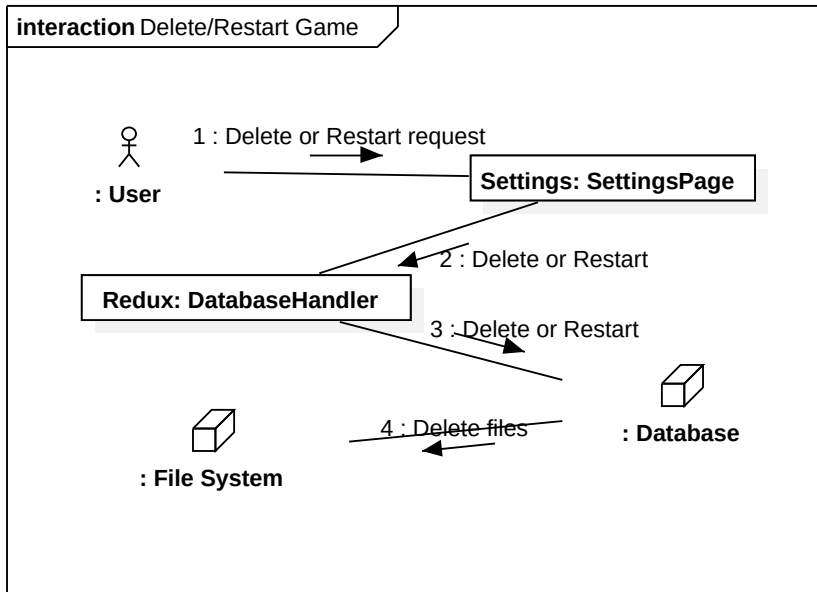 interaction Delete/Restart Game
1 : Delete or Restart request
: User
Settings: SettingsPage
2 : Delete or Restart
Redux: DatabaseHandler
3 : Delete or Restart
4 : Delete files
: Database
: File System